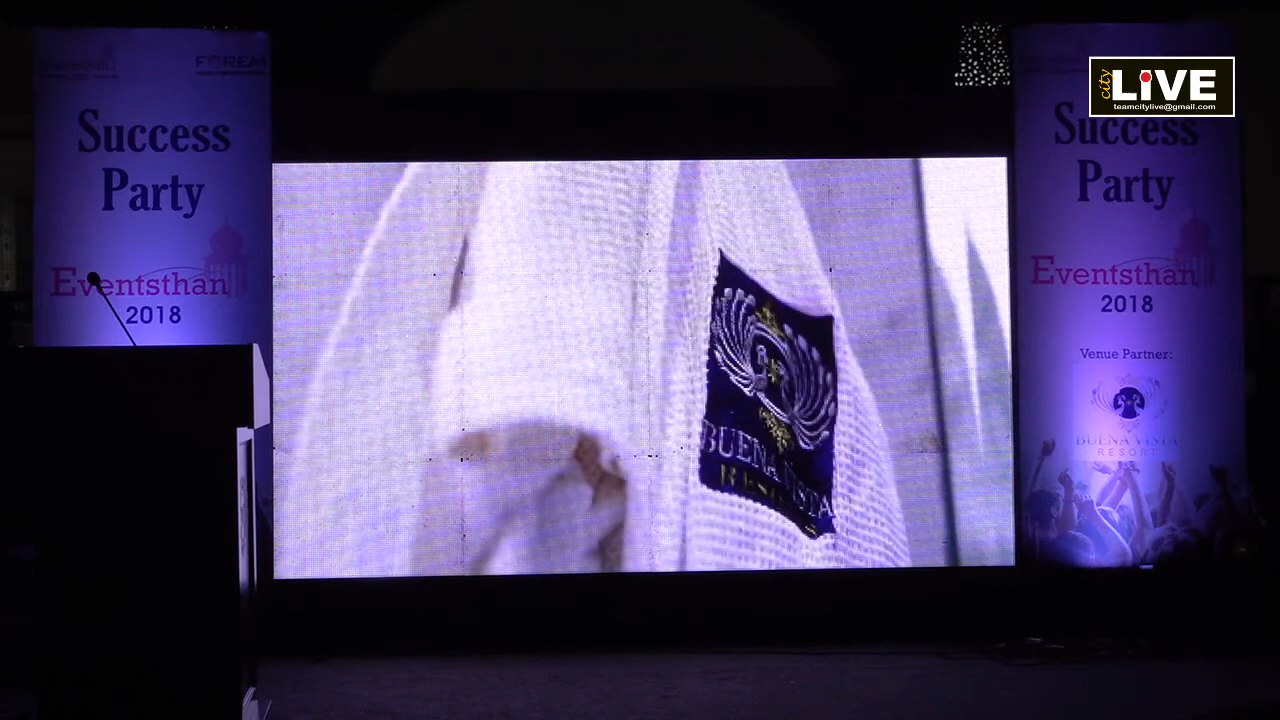 FOREM
Success
Party
Eventsthan
2018
BUENA VISTA
city
LiVE
teamcitylive@gmail.com
Success
Party
Eventsthan
2018
Venue Partner:
BUENA VISTA
RESORT